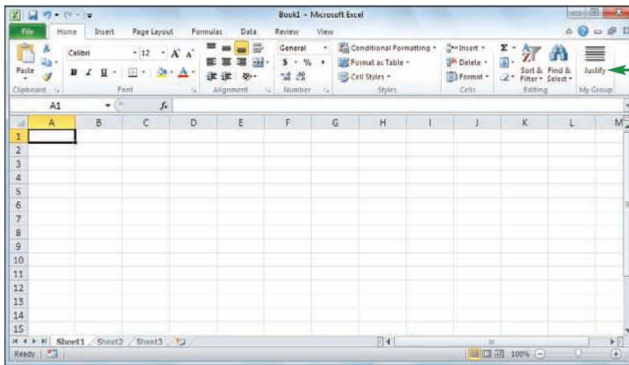 Book1 - Microsoft Excel
File Home Insert Page Layout Formulas Data Review View
Paste
Calibri 12 A A
B I U A
General
$ % ,
Conditional Formatting
Format as Table
Cell Styles
Insert
Delete
Format
Σ
Sort & Filter
Find & Select
Justify
Clipboard Font Alignment Number Styles Cells Editing My Group
A1 fx
A B C D E F G H I J K L M
1
2
3
4
5
6
7
8
9
10
11
12
13
14
15
Sheet1 Sheet2 Sheet3
Ready 100%